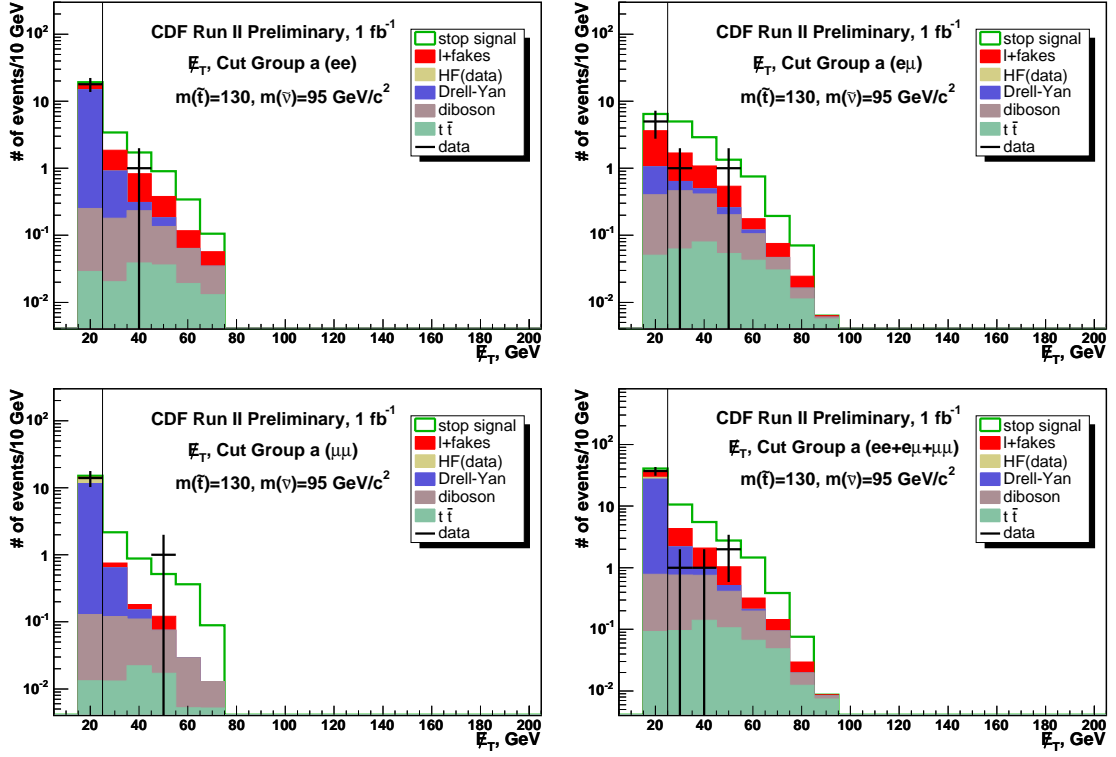 # of events/10 GeV
10²
10
1
10⁻¹
10⁻²
CDF Run II Preliminary, 1 fb⁻¹
E̸_T, Cut Group a (ee)
m(t̃)=130, m(ν̃)=95 GeV/c²
stop signal
l+fakes
HF(data)
Drell-Yan
diboson
t t̄
data
20 40 60 80 100 120 140 160 180 200
E̸_T, GeV
# of events/10 GeV
10²
10
1
10⁻¹
10⁻²
CDF Run II Preliminary, 1 fb⁻¹
E̸_T, Cut Group a (eμ)
m(t̃)=130, m(ν̃)=95 GeV/c²
stop signal
l+fakes
HF(data)
Drell-Yan
diboson
t t̄
data
20 40 60 80 100 120 140 160 180 200
E̸_T, GeV
# of events/10 GeV
10²
10
1
10⁻¹
10⁻²
CDF Run II Preliminary, 1 fb⁻¹
E̸_T, Cut Group a (μμ)
m(t̃)=130, m(ν̃)=95 GeV/c²
stop signal
l+fakes
HF(data)
Drell-Yan
diboson
t t̄
data
20 40 60 80 100 120 140 160 180 200
E̸_T, GeV
# of events/10 GeV
10²
10
1
10⁻¹
10⁻²
CDF Run II Preliminary, 1 fb⁻¹
E̸_T, Cut Group a (ee+eμ+μμ)
m(t̃)=130, m(ν̃)=95 GeV/c²
stop signal
l+fakes
HF(data)
Drell-Yan
diboson
t t̄
data
20 40 60 80 100 120 140 160 180 200
E̸_T, GeV